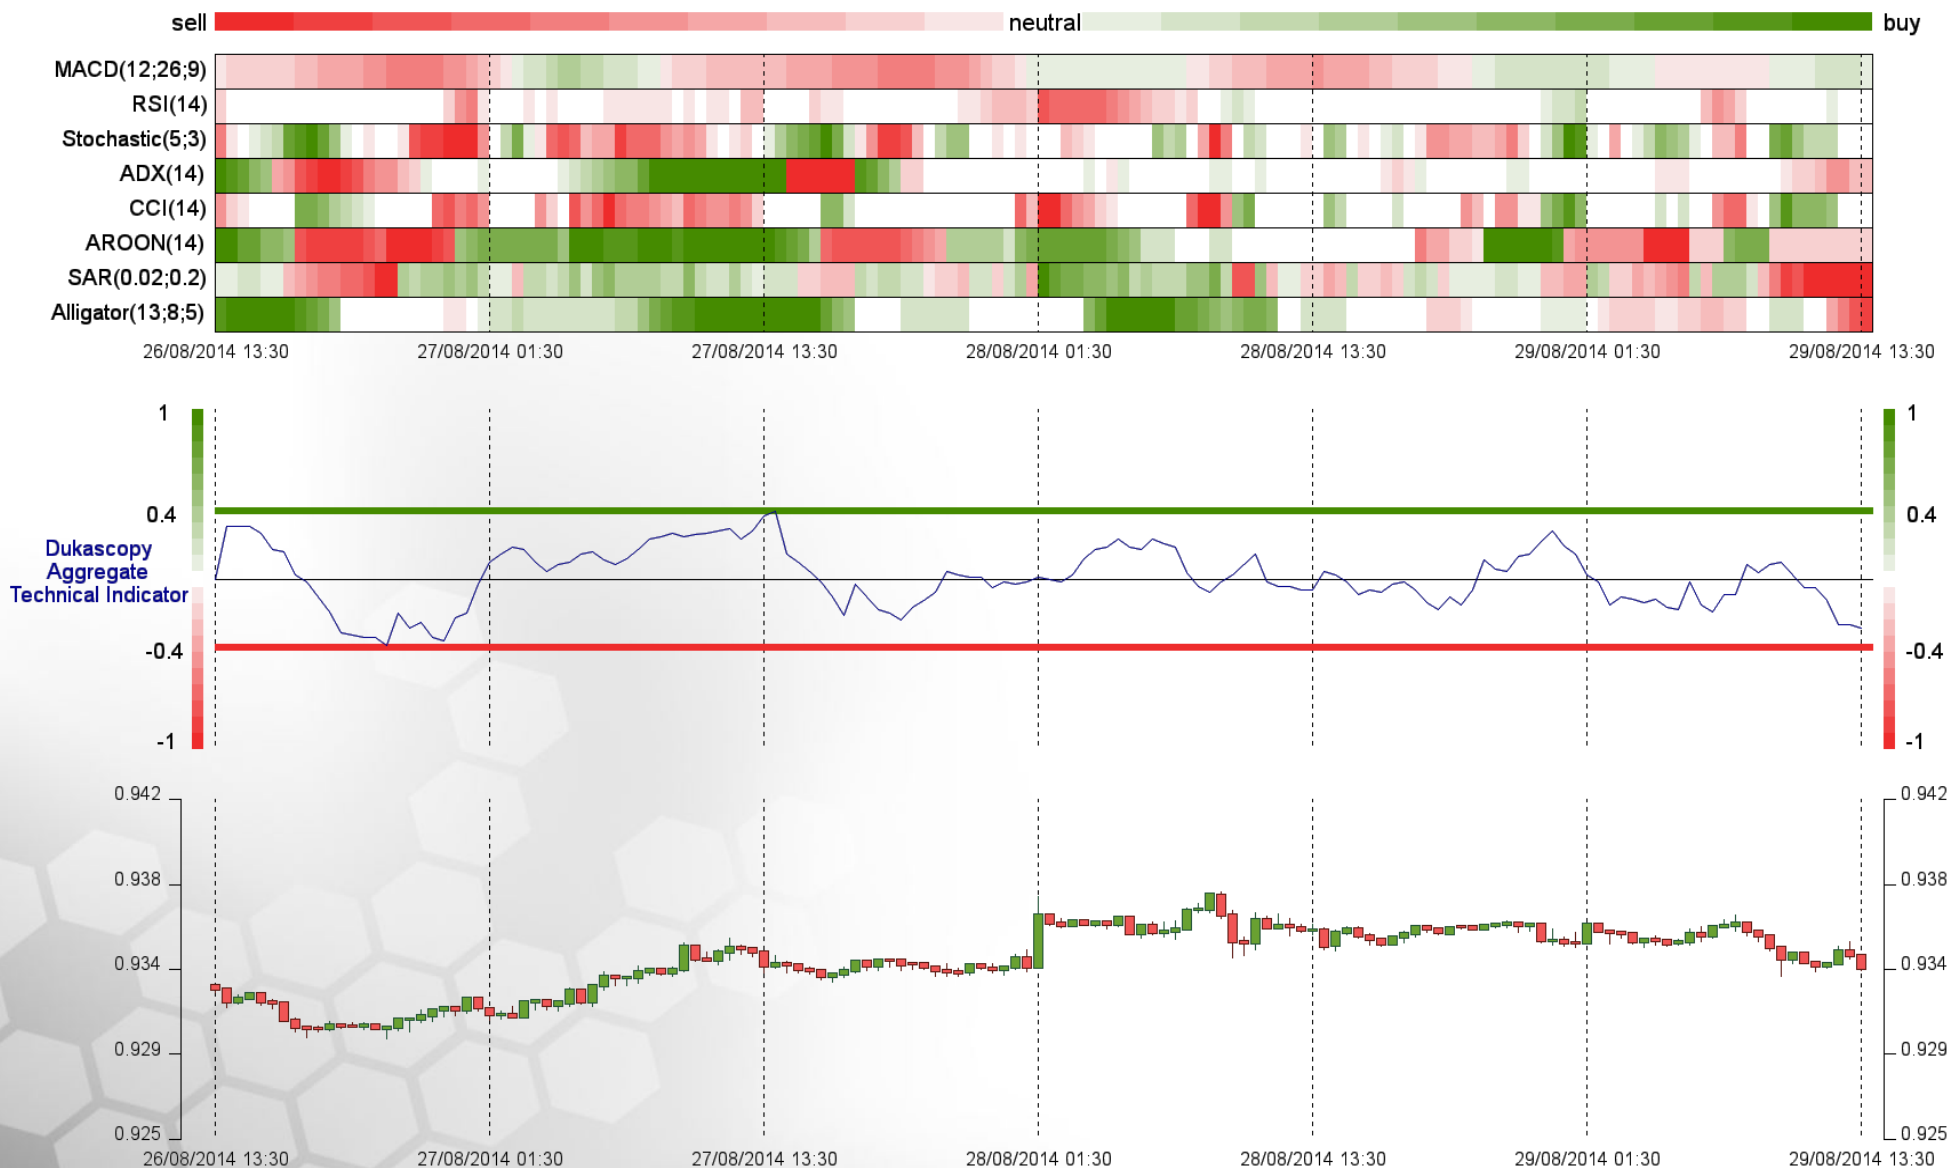 sell neutral buy
MACD(12;26;9)
RSI(14)
Stochastic(5;3)
ADX(14)
CCI(14)
AROON(14)
SAR(0.02;0.2)
Alligator(13;8;5)
26/08/2014 13:30 27/08/2014 01:30 27/08/2014 13:30 28/08/2014 01:30 28/08/2014 13:30 29/08/2014 01:30 29/08/2014 13:30
1 1
0.4 0.4
Dukascopy
Aggregate
Technical Indicator
-0.4 -0.4
-1 -1
0.942 0.942
0.938 0.938
0.934 0.934
0.929 0.929
0.925 0.925
26/08/2014 13:30 27/08/2014 01:30 27/08/2014 13:30 28/08/2014 01:30 28/08/2014 13:30 29/08/2014 01:30 29/08/2014 13:30